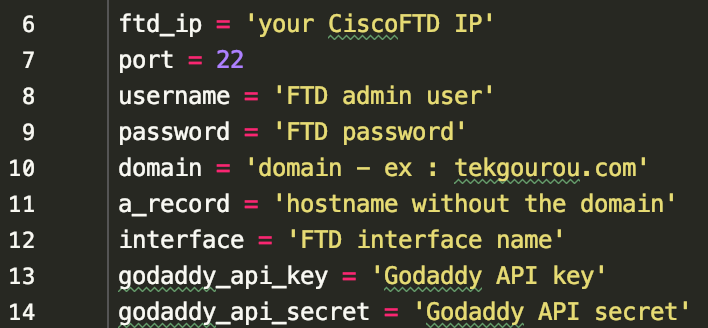 6 ftd_ip = 'your CiscoFTD IP'
7 port = 22
8 username = 'FTD admin user'
9 password = 'FTD password'
10 domain = 'domain - ex : tekgourou.com'
11 a_record = 'hostname without the domain'
12 interface = 'FTD interface name'
13 godaddy_api_key = 'Godaddy API key'
14 godaddy_api_secret = 'Godaddy API secret'